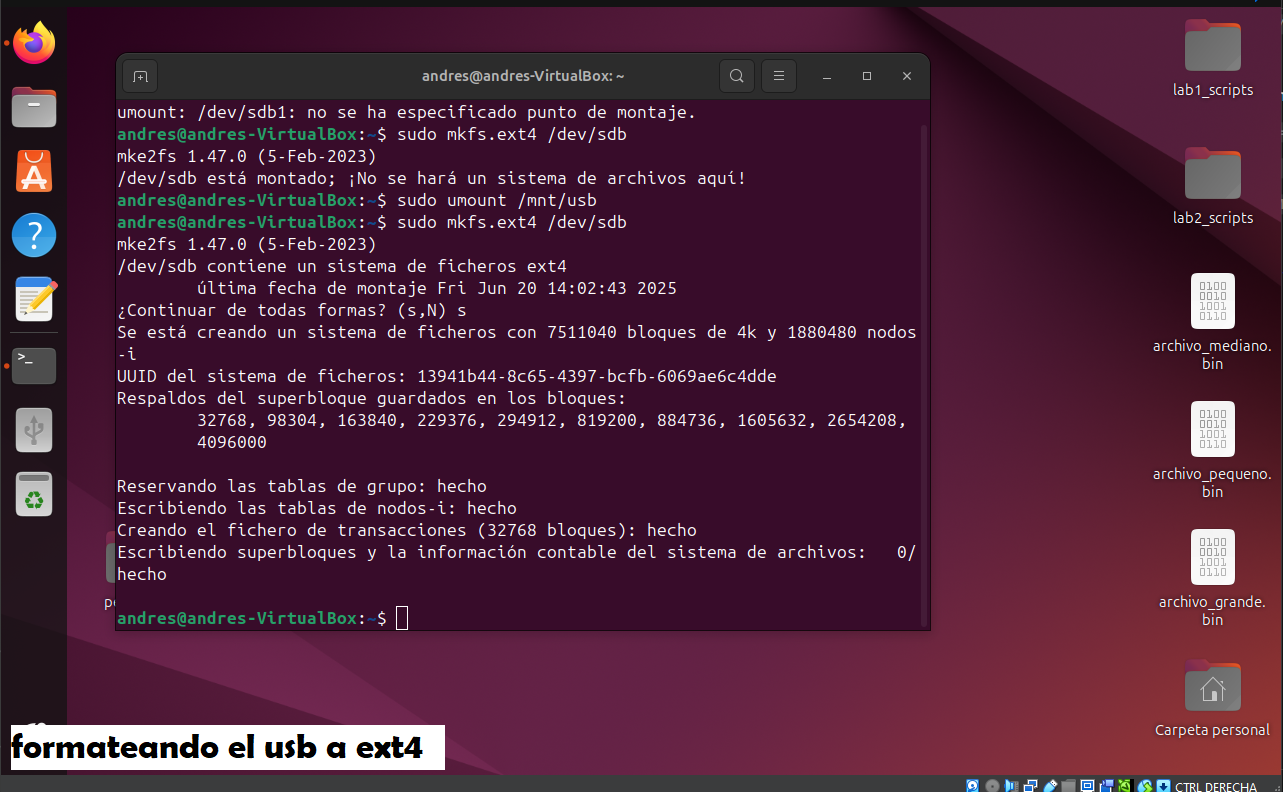 andres@andres-VirtualBox: ~
umount: /dev/sdb1: no se ha especificado punto de montaje.
andres@andres-VirtualBox:~$ sudo mkfs.ext4 /dev/sdb
mke2fs 1.47.0 (5-Feb-2023)
/dev/sdb está montado; ¡No se hará un sistema de archivos aquí!
andres@andres-VirtualBox:~$ sudo umount /mnt/usb
andres@andres-VirtualBox:~$ sudo mkfs.ext4 /dev/sdb
mke2fs 1.47.0 (5-Feb-2023)
/dev/sdb contiene un sistema de ficheros ext4
última fecha de montaje Fri Jun 20 14:02:43 2025
¿Continuar de todas formas? (s,N) s
Se está creando un sistema de ficheros con 7511040 bloques de 4k y 1880480 nodos
-i
UUID del sistema de ficheros: 13941b44-8c65-4397-bcfb-6069ae6c4dde
Respaldos del superbloque guardados en los bloques:
32768, 98304, 163840, 229376, 294912, 819200, 884736, 1605632, 2654208,
4096000
Reservando las tablas de grupo: hecho
Escribiendo las tablas de nodos-i: hecho
Creando el fichero de transacciones (32768 bloques): hecho
Escribiendo superbloques y la información contable del sistema de archivos:   0/
hecho
andres@andres-VirtualBox:~$
lab1_scripts
lab2_scripts
archivo_mediano.
bin
archivo_pequeno.
bin
archivo_grande.
bin
Carpeta personal
formateando el usb a ext4
CTRL DERECHA